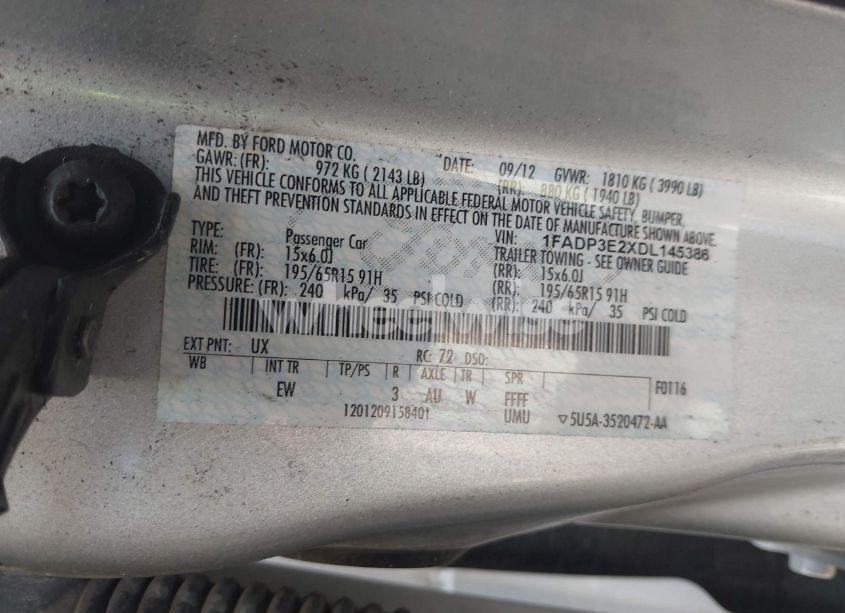 MFD. BY FORD MOTOR CO. DATE: 09/12 GVWR: 1810 KG ( 3990 LB)
GAWR: (FR): 972 KG ( 2143 LB) (RR): 880 KG ( 1940 LB)
THIS VEHICLE CONFORMS TO ALL APPLICABLE FEDERAL MOTOR VEHICLE SAFETY, BUMPER,
AND THEFT PREVENTION STANDARDS IN EFFECT ON THE DATE OF MANUFACTURE SHOWN ABOVE.
VIN: 1FADP3E2XDL145386
TYPE: Passenger Car TRAILER TOWING - SEE OWNER GUIDE
RIM: (FR): 15x6.0J (RR): 15x6.0J
TIRE: (FR): 195/65R15 91H (RR): 195/65R15 91H
PRESSURE: (FR): 240 kPa/ 35 PSI COLD (RR): 240 kPa/ 35 PSI COLD
EXT PNT: UX RC: 72 DSO:
WB INT TR TP/PS R AXLE TR SPR
EW 3 AU W FFFF F0116
1201209158401 UMU ▽5U5A-3520472-AA